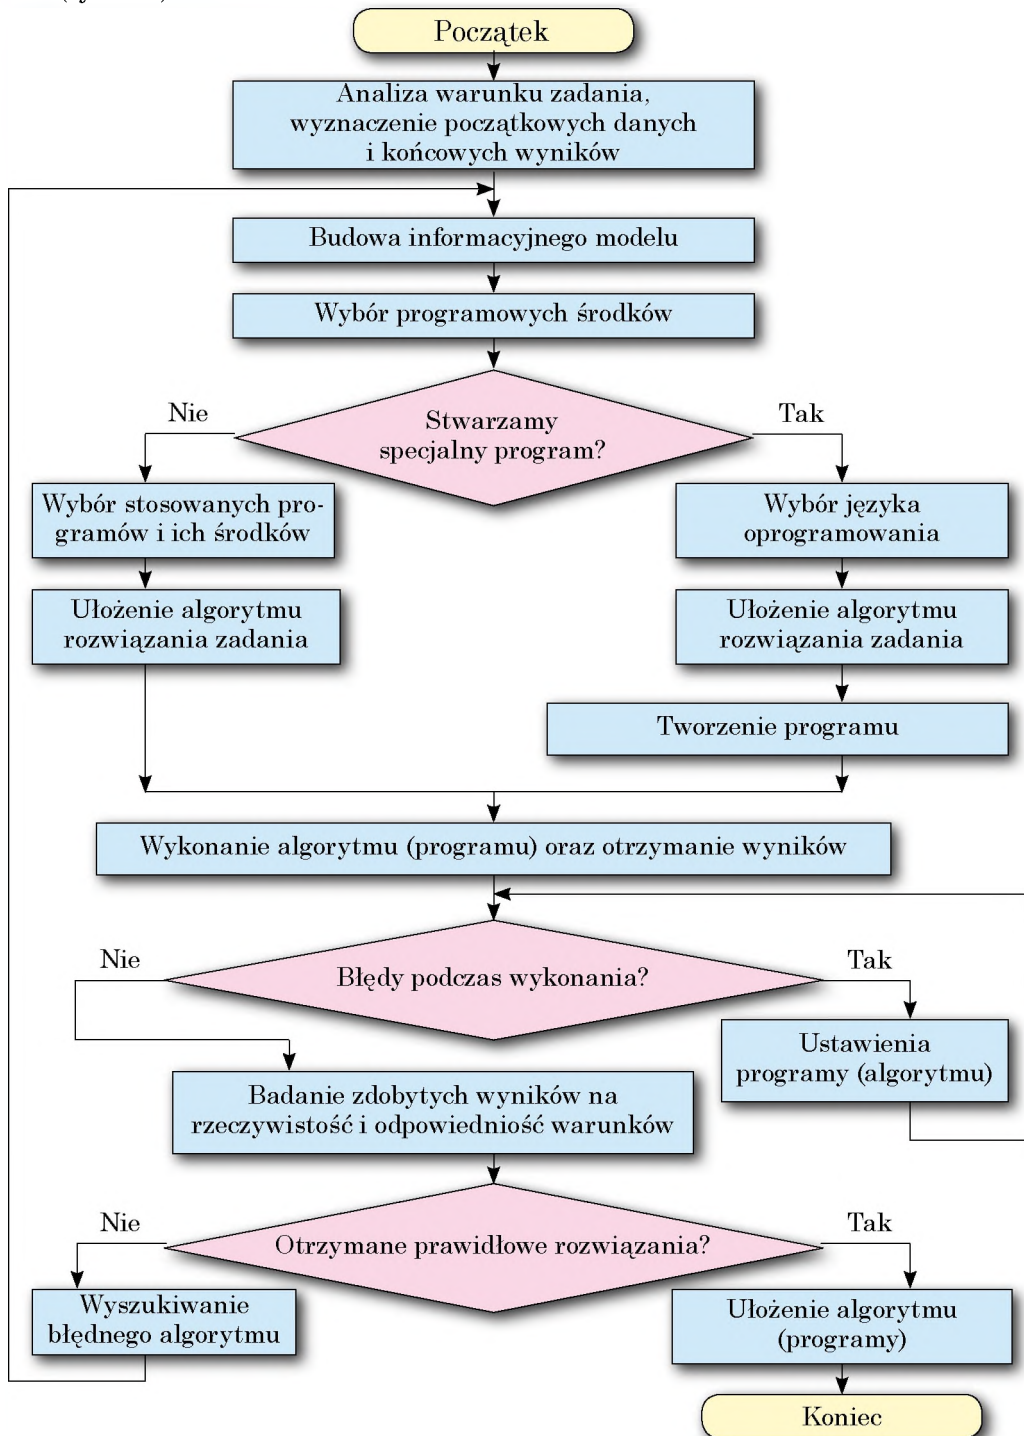 Początek
Analiza warunku zadania,
wyznaczenie początkowych danych
i końcowych wyników
Budowa informacyjnego modelu
Wybór programowych środków
Stwarzamy
specjalny program?
Nie
Tak
Wybór stosowanych pro-
gramów i ich środków
Wybór języka
oprogramowania
Ułożenie algorytmu
rozwiązania zadania
Ułożenie algorytmu
rozwiązania zadania
Tworzenie programu
Wykonanie algorytmu (programu) oraz otrzymanie wyników
Błędy podczas wykonania?
Nie
Tak
Ustawienia
programy (algorytmu)
Badanie zdobytych wyników na
rzeczywistość i odpowiedniość warunków
Otrzymane prawidłowe rozwiązania?
Nie
Tak
Wyszukiwanie
błędnego algorytmu
Ułożenie algorytmu
(programy)
Koniec